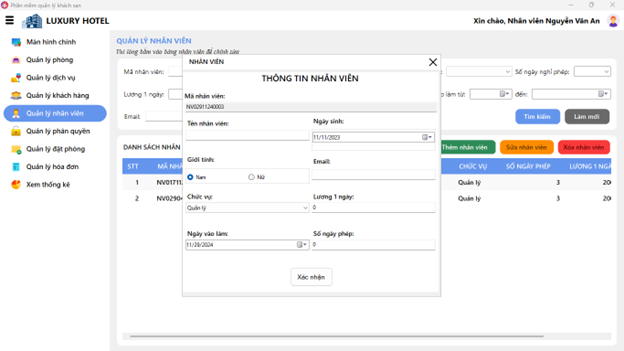 Phần mềm quản lý khách sạn
LUXURY HOTEL
Xin chào, Nhân viên Nguyễn Văn An
Màn hình chính
Quản lý phòng
Quản lý dịch vụ
Quản lý khách hàng
Quản lý nhân viên
Quản lý phân quyền
Quản lý đặt phòng
Quản lý hóa đơn
Xem thống kê
QUẢN LÝ NHÂN VIÊN
Vui lòng bấm vào bảng nhân viên để chỉnh sửa
Mã nhân viên:
Số ngày nghỉ phép:
Lương 1 ngày:
làm từ:
đến:
Email:
Tìm kiếm
Làm mới
DANH SÁCH NHÂN
Thêm nhân viên
Sửa nhân viên
Xóa nhân viên
STT
MÃ NHÂ
CHỨC VỤ
SỐ NGÀY PHÉP
LƯƠNG 1 NGÀ
1
NV01711
Quản lý
3
20
2
NV0290
Quản lý
3
20
NHÂN VIÊN
THÔNG TIN NHÂN VIÊN
Mã nhân viên:
NV02911240003
Tên nhân viên:
Ngày sinh:
11/11/2023
Giới tính:
Nam
Nữ
Email:
Chức vụ:
Quản lý
Lương 1 ngày:
0
Ngày vào làm:
11/28/2024
Số ngày phép:
0
Xác nhận